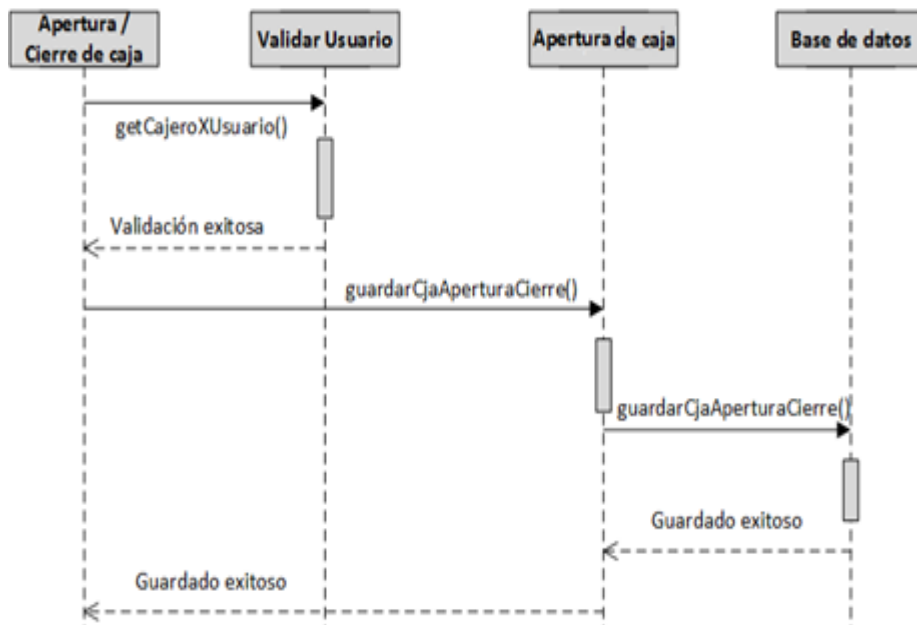 Apertura /
Cierre de caja
Validar Usuario
Apertura de caja
Base de datos
getCajeroXUsuario()
Validación exitosa
guardarCjaAperturaCierre()
guardarCjaAperturaCierre()
Guardado exitoso
Guardado exitoso